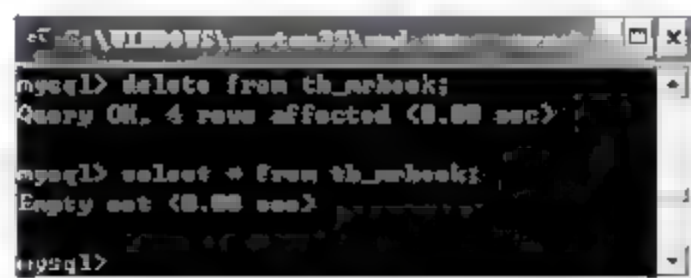 mysql> delete from tb_mrbook;
Query OK, 4 rows affected (0.00 sec)
mysql> select * from tb_mrbook;
Empty set (0.00 sec)
mysql>